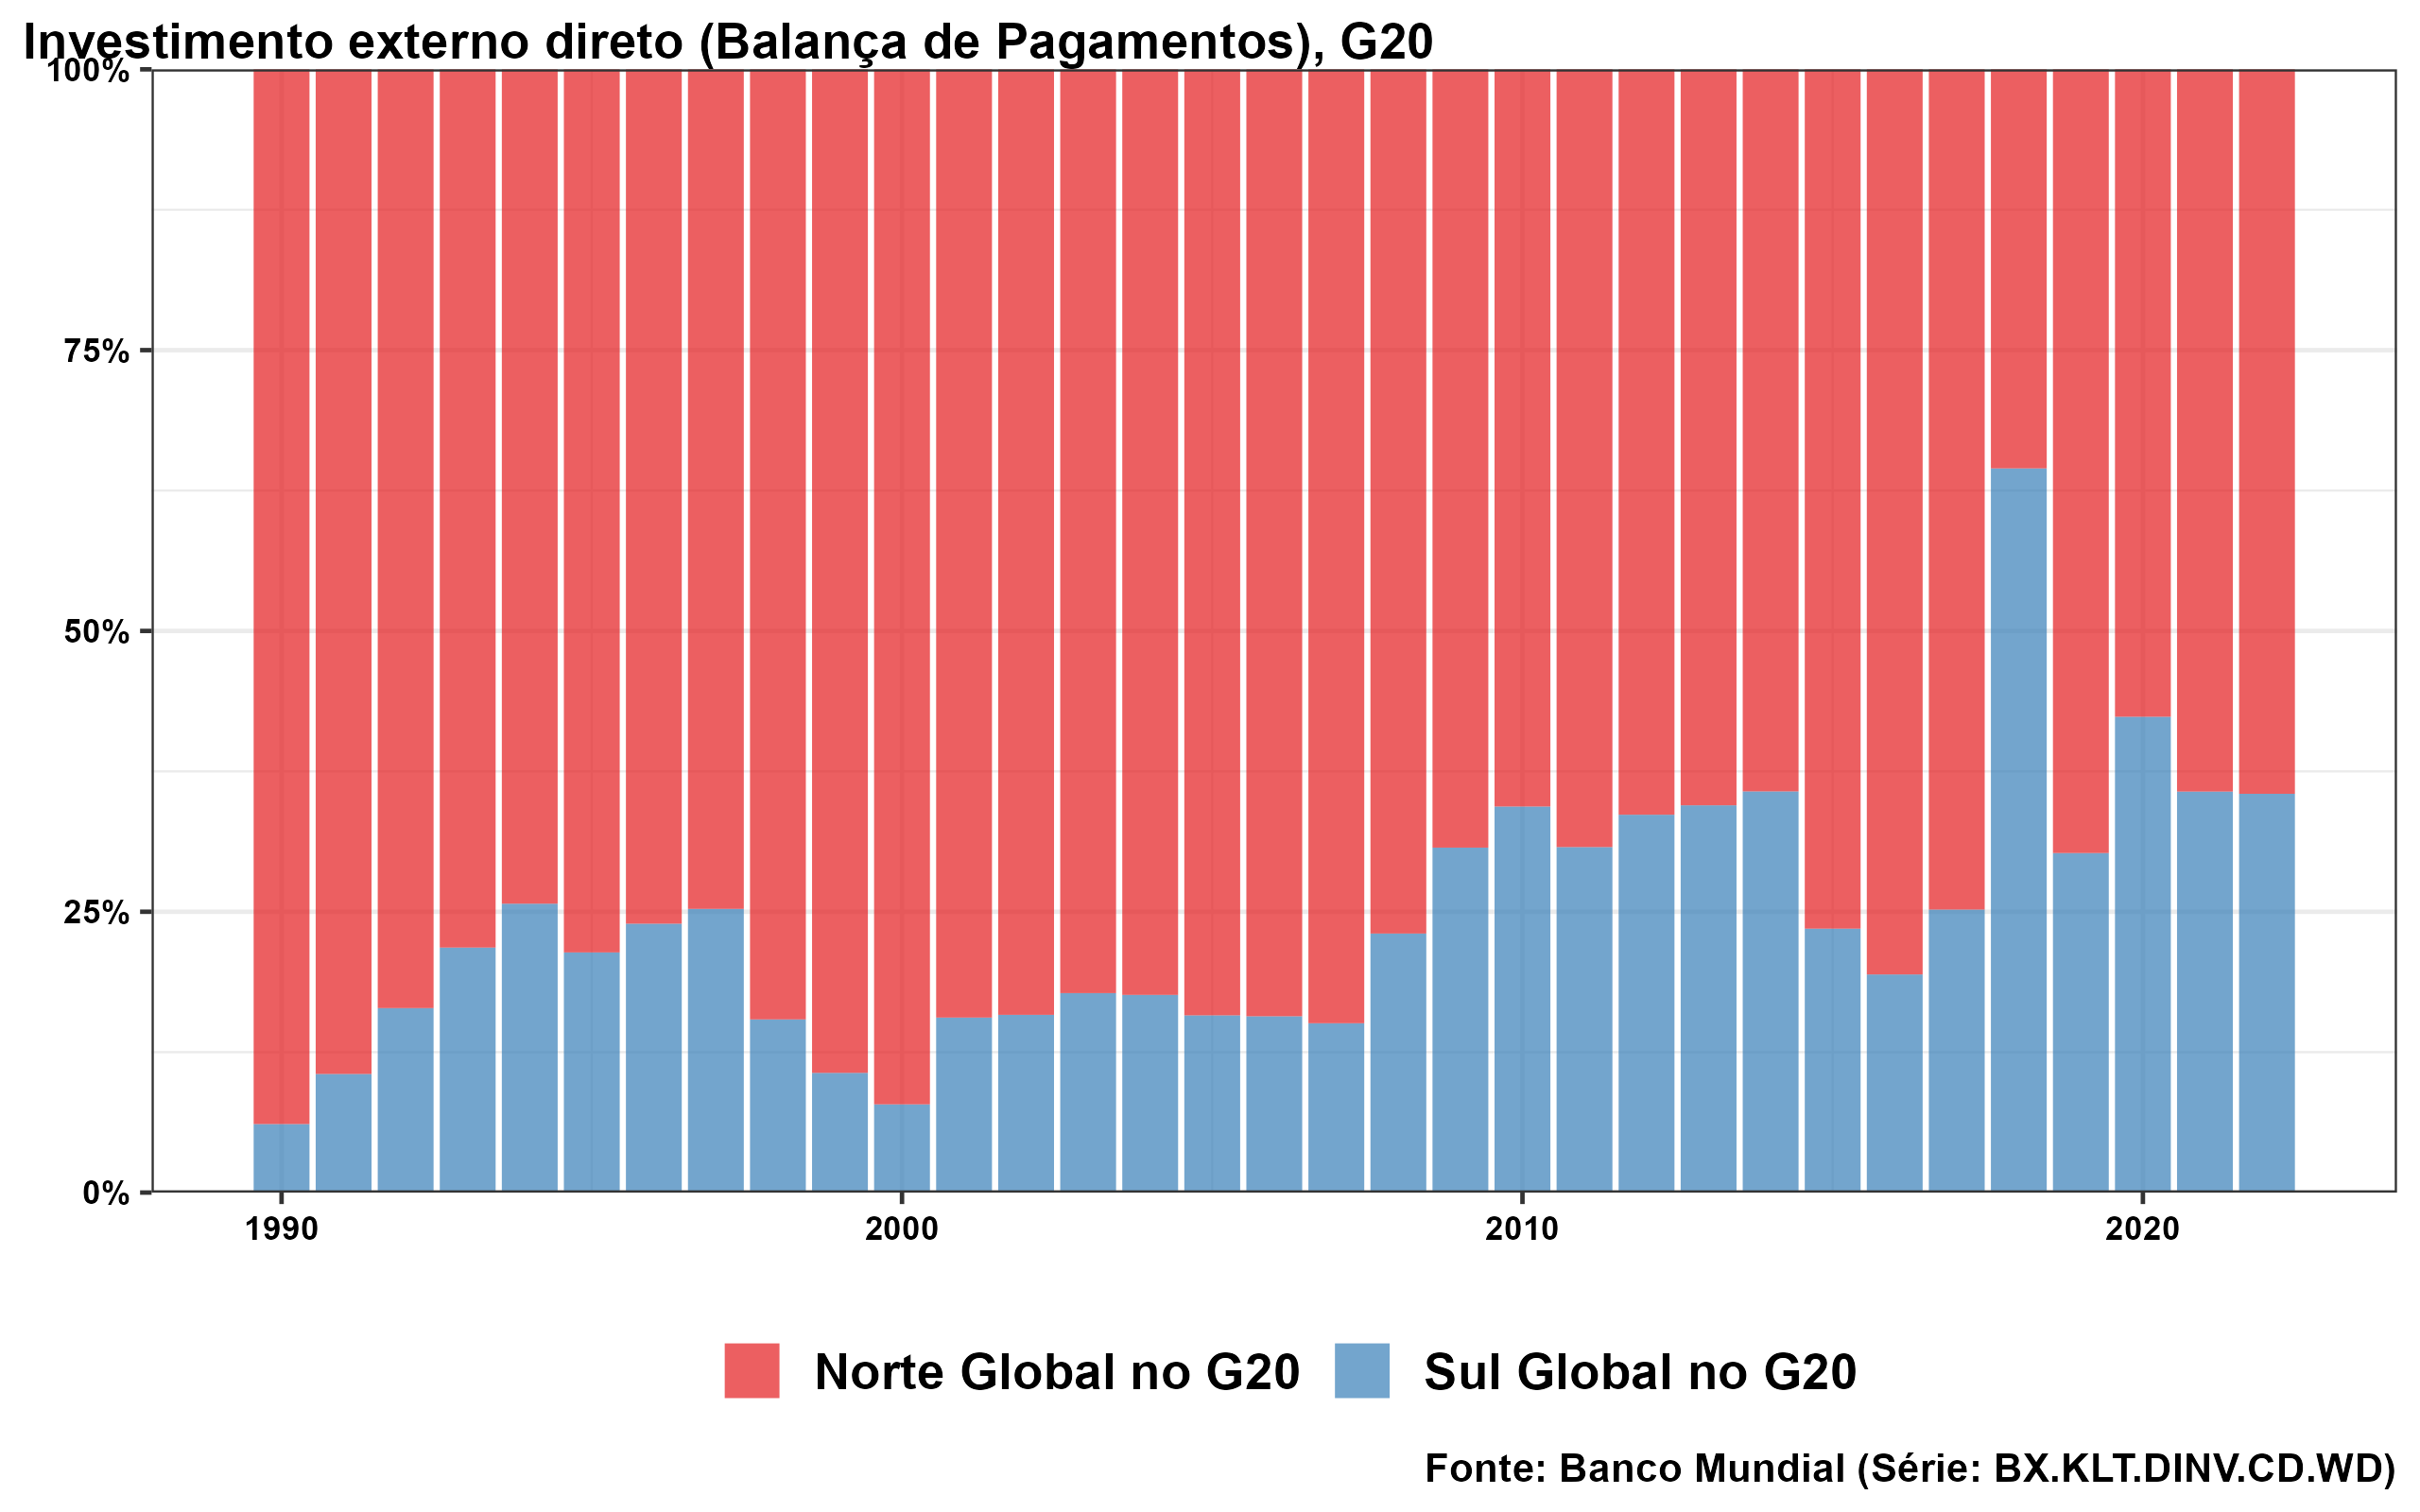 Investimento externo direto (Balança de Pagamentos), G20
100%
75%
50%
25%
0%
1990 2000 2010 2020
Norte Global no G20 Sul Global no G20
Fonte: Banco Mundial (Série: BX.KLT.DINV.CD.WD)